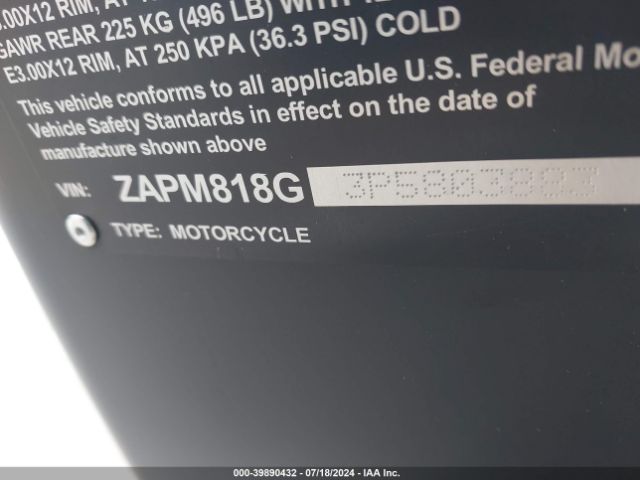 .00X12 RIM, AT
GAWR REAR 225 KG (496 LB) WITH
E3.00X12 RIM, AT 250 KPA (36.3 PSI) COLD
This vehicle conforms to all applicable U.S. Federal Mo
Vehicle Safety Standards in effect on the date of
manufacture shown above
VIN: ZAPM818G 3P5803883
TYPE: MOTORCYCLE
000-39890432 - 07/18/2024 - IAA Inc.